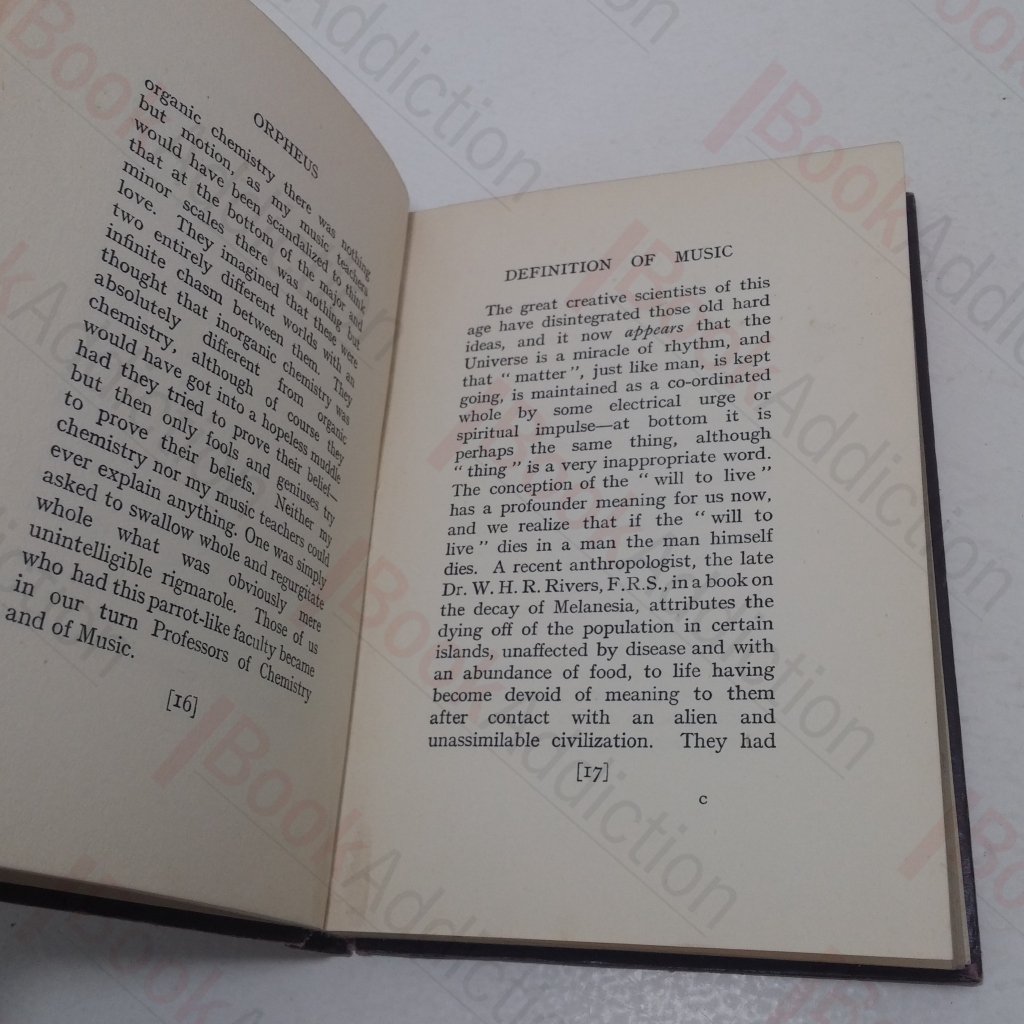 ORPHEUS
organic chemistry there was nothing
but motion, as my music teachers
would have been scandalized to think
that at the bottom of the major and
minor scales there was nothing but
love. They imagined that these were
two entirely different worlds with an
infinite chasm between them. They
thought that inorganic chemistry was
absolutely different from organic
chemistry, although of course they
would have got into a hopeless muddle
had they tried to prove their belief—
but then only fools and geniuses try
to prove their beliefs. Neither my
chemistry nor my music teachers could
ever explain anything. One was simply
asked to swallow whole and regurgitate
whole what was obviously mere
unintelligible rigmarole. Those of us
who had this parrot-like faculty became
in our turn Professors of Chemistry
and of Music.
[16]
DEFINITION OF MUSIC
The great creative scientists of this
age have disintegrated those old hard
ideas, and it now appears that the
Universe is a miracle of rhythm, and
that “ matter ”, just like man, is kept
going, is maintained as a co-ordinated
whole by some electrical urge or
spiritual impulse—at bottom it is
perhaps the same thing, although
“ thing ” is a very inappropriate word.
The conception of the “ will to live ”
has a profounder meaning for us now,
and we realize that if the “ will to
live ” dies in a man the man himself
dies. A recent anthropologist, the late
Dr. W. H. R. Rivers, F.R.S., in a book on
the decay of Melanesia, attributes the
dying off of the population in certain
islands, unaffected by disease and with
an abundance of food, to life having
become devoid of meaning to them
after contact with an alien and
unassimilable civilization. They had
[17]
C
BookAddiction